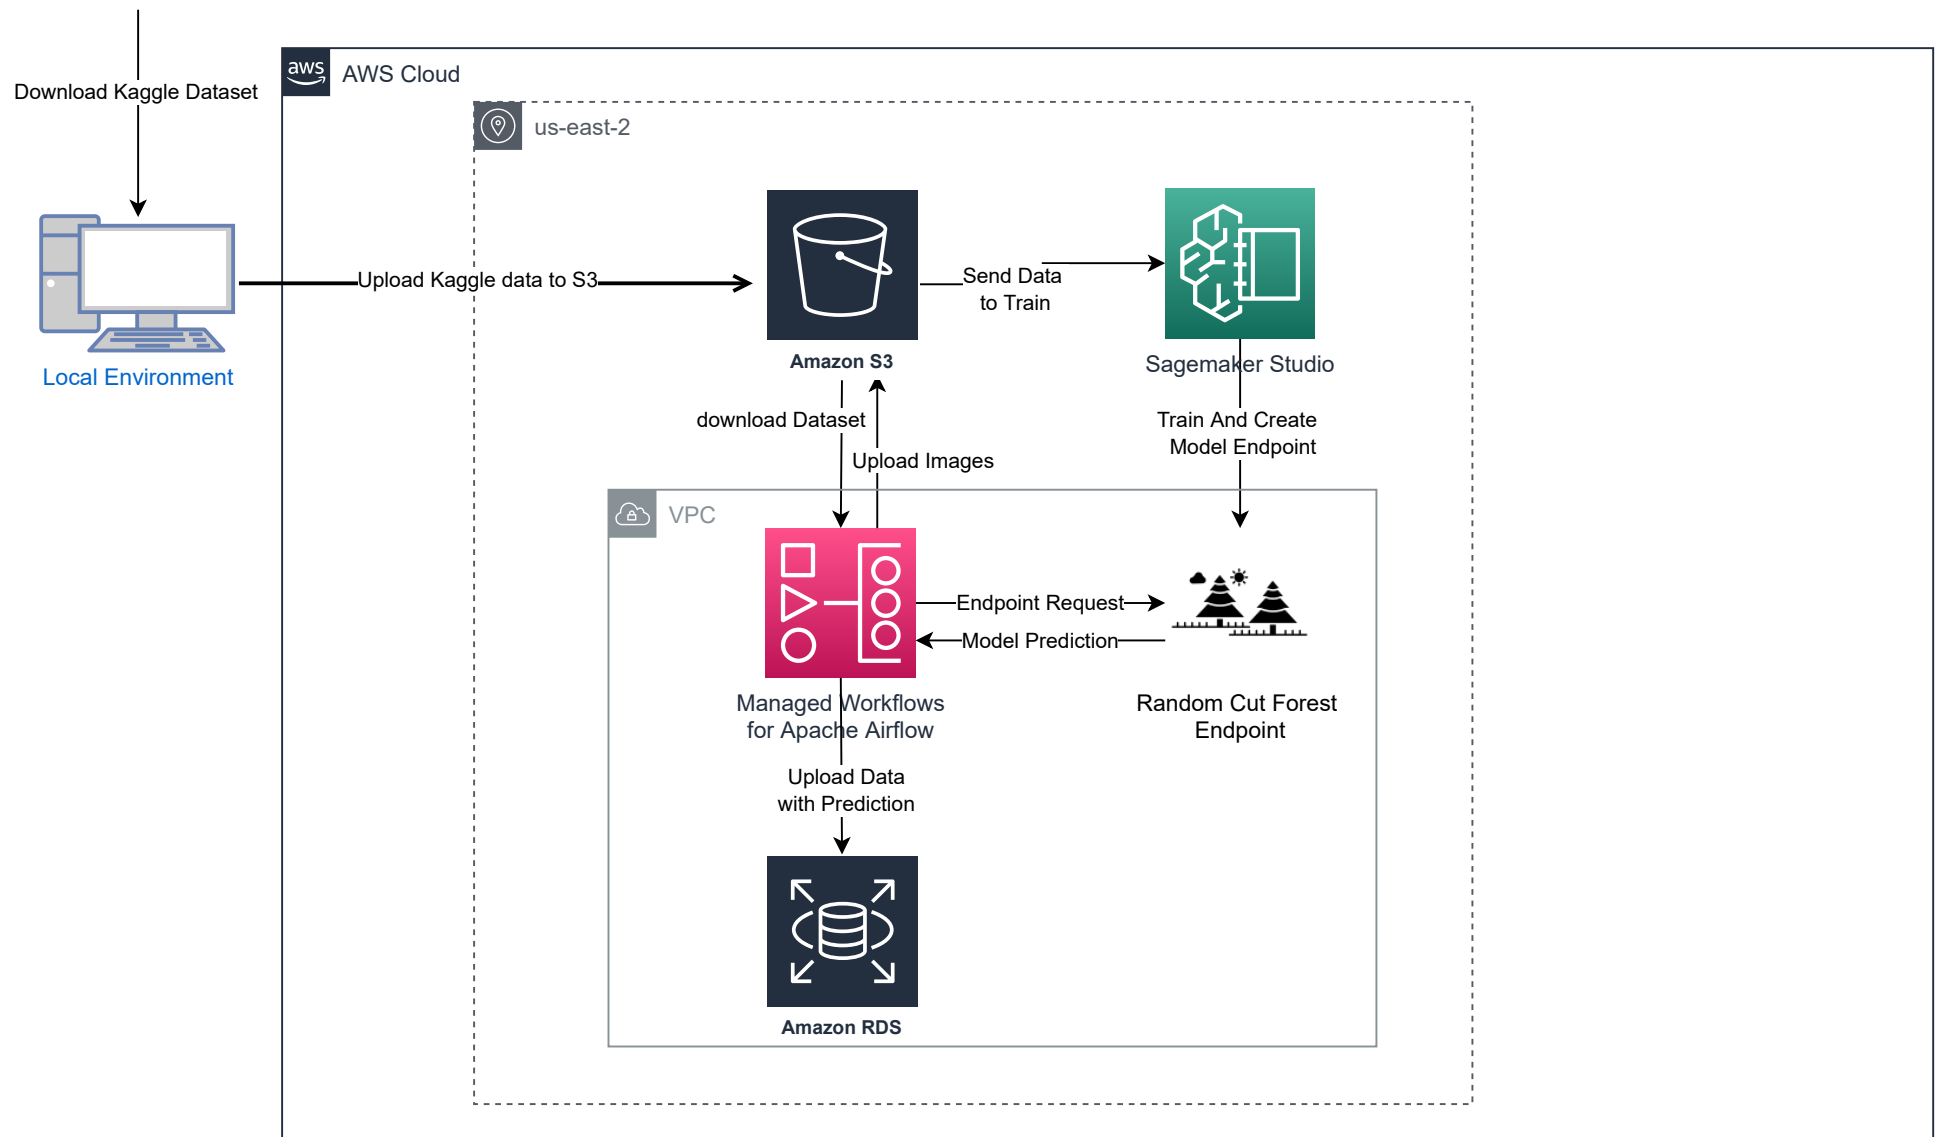 Download Kaggle Dataset
aws
AWS Cloud
us-east-2
Upload Kaggle data to S3
Send Data
to Train
Local Environment
Amazon S3
Sagemaker Studio
download Dataset
Train And Create
Model Endpoint
Upload Images
VPC
Endpoint Request
Model Prediction
Managed Workflows
for Apache Airflow
Random Cut Forest
Endpoint
Upload Data
with Prediction
Amazon RDS